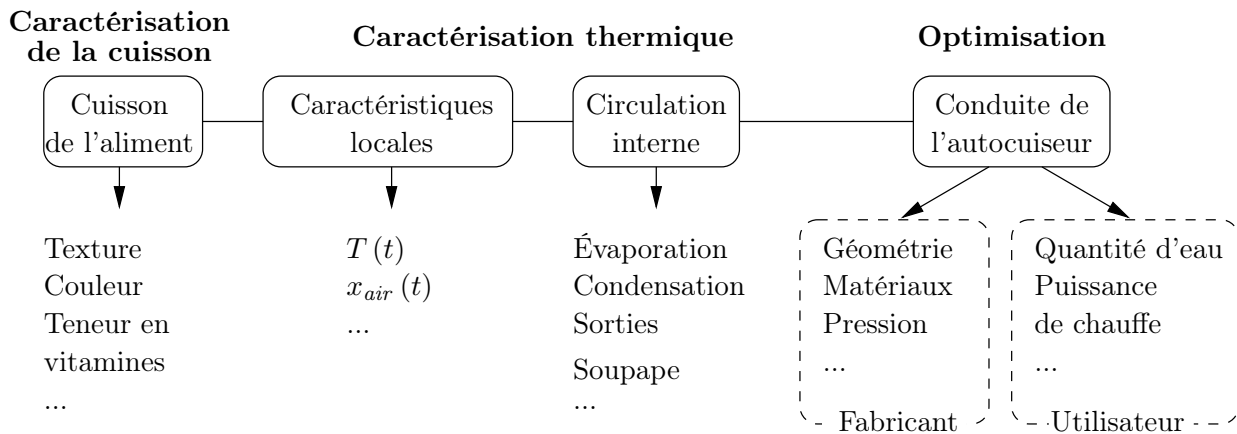 Caractérisation
de la cuisson
Caractérisation thermique
Optimisation
Cuisson
de l'aliment
Caractéristiques
locales
Circulation
interne
Conduite de
l'autocuiseur
Texture
Couleur
Teneur en
vitamines
...
T (t)
x_air (t)
...
Évaporation
Condensation
Sorties
Soupape
...
Géométrie
Matériaux
Pression
...
Fabricant
Quantité d'eau
Puissance
de chauffe
...
Utilisateur